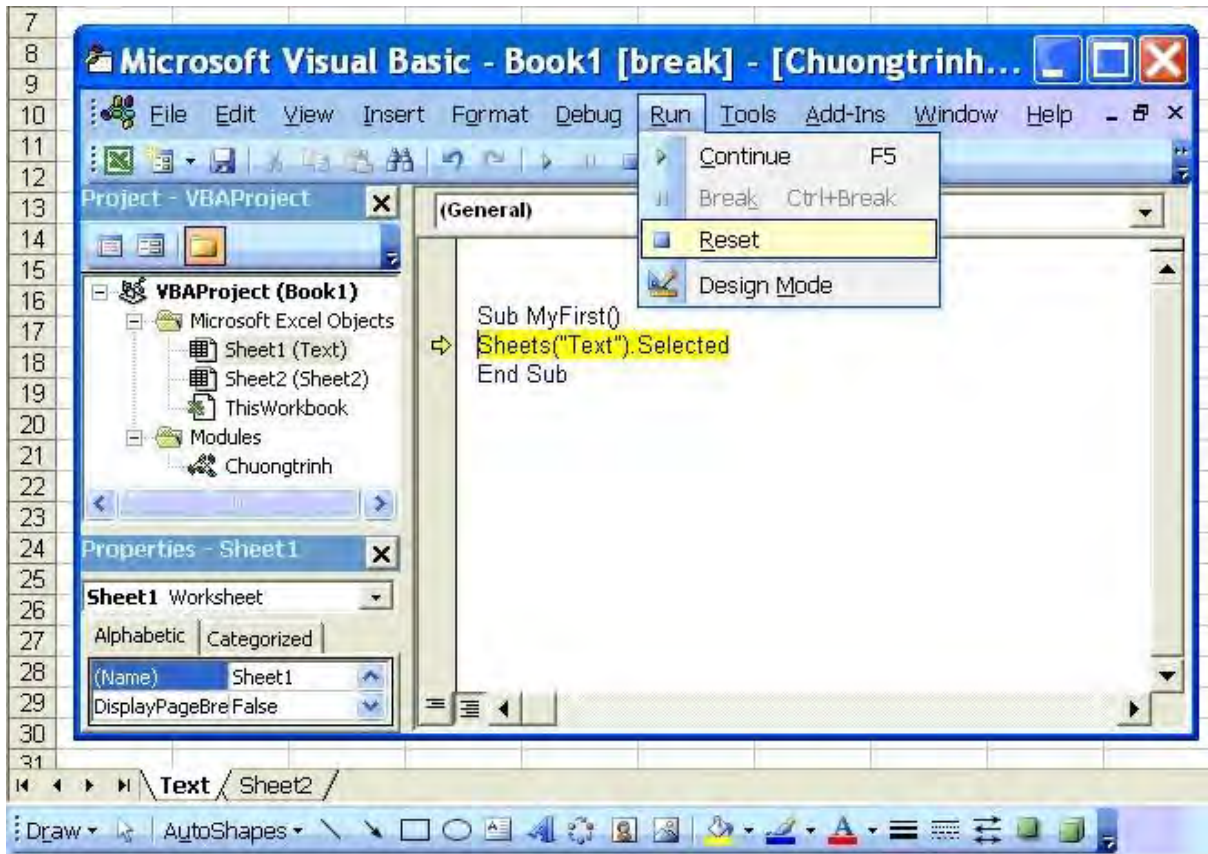 7
8
9
10
11
12
13
14
15
16
17
18
19
20
21
22
23
24
25
26
27
28
29
30
31
Microsoft Visual Basic - Book1 [break] - [Chuongtrinh...
File Edit View Insert Format Debug Run Tools Add-Ins Window Help
Continue F5
Break Ctrl+Break
Reset
Design Mode
Project - VBAProject
VBAProject (Book1)
Microsoft Excel Objects
Sheet1 (Text)
Sheet2 (Sheet2)
ThisWorkbook
Modules
Chuongtrinh
Properties - Sheet1
Sheet1 Worksheet
Alphabetic Categorized
(Name) Sheet1
DisplayPageBre False
(General)
Sub MyFirst()
Sheets("Text").Selected
End Sub
Text Sheet2
Draw AutoShapes